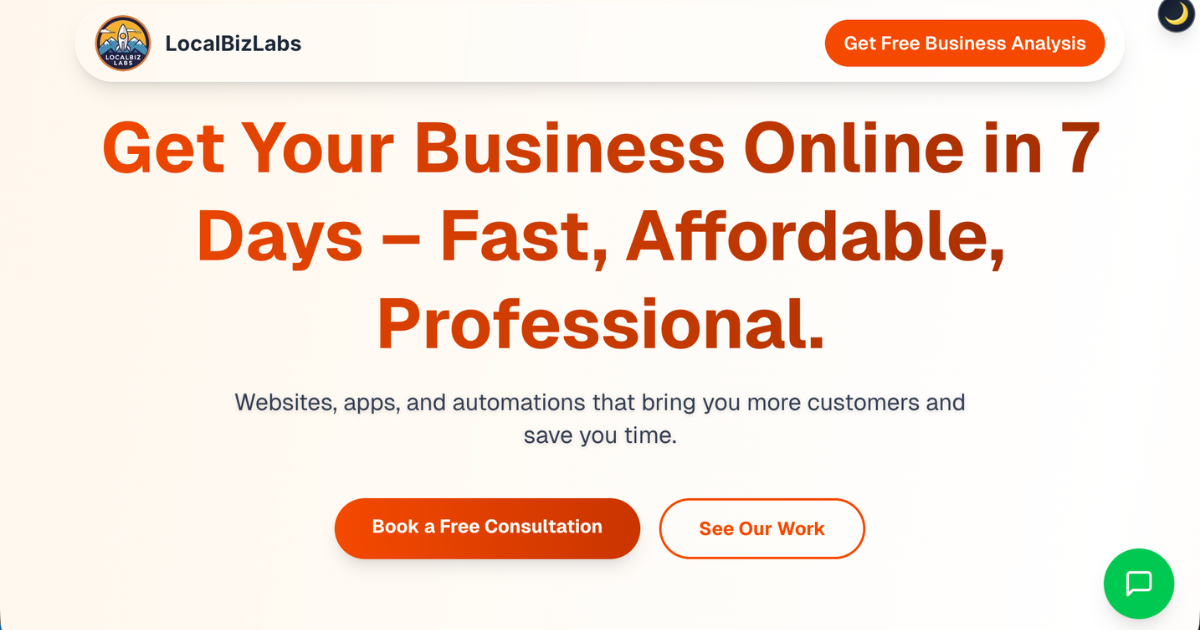 LOCALBIZ
LABS
LocalBizLabs
Get Free Business Analysis
Get Your Business Online in 7
Days – Fast, Affordable,
Professional.
Websites, apps, and automations that bring you more customers and
save you time.
Book a Free Consultation
See Our Work